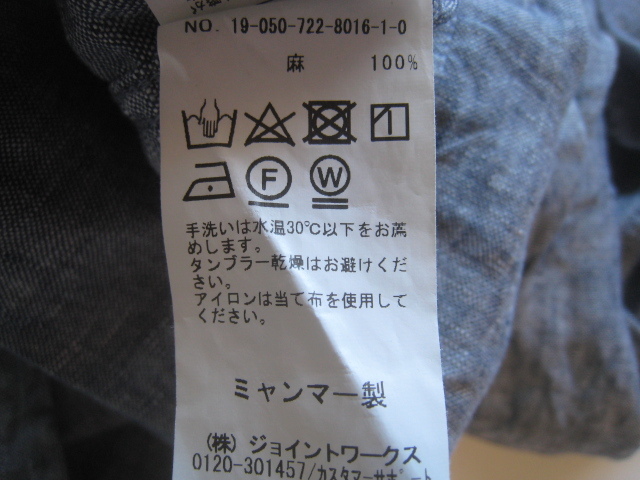 NO. 19-050-722-8016-1-0
麻 100%
F W
手洗いは水温30℃以下をお薦
めします。
タンブラー乾燥はお避けくだ
さい。
アイロンは当て布を使用して
ください。
ミャンマー製
(株) ジョイントワークス
0120-301457/カスタマーサポート